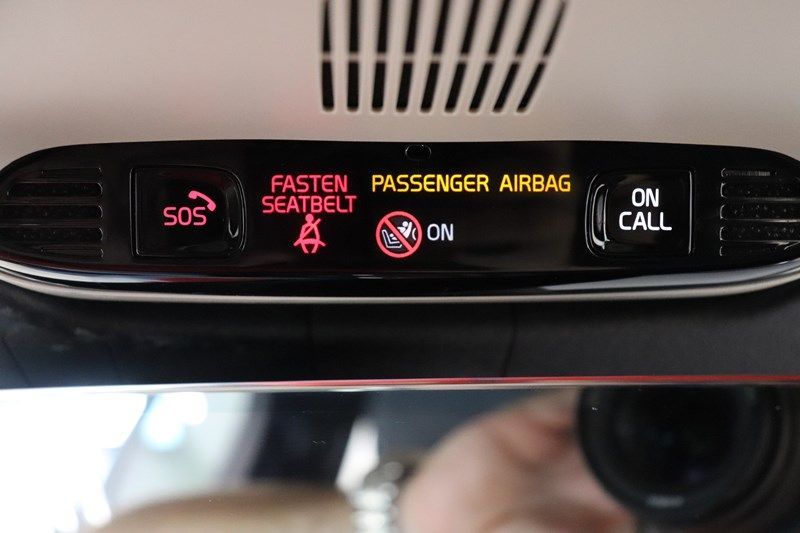 SOS
FASTEN
SEATBELT
PASSENGER AIRBAG
ON
ON
CALL